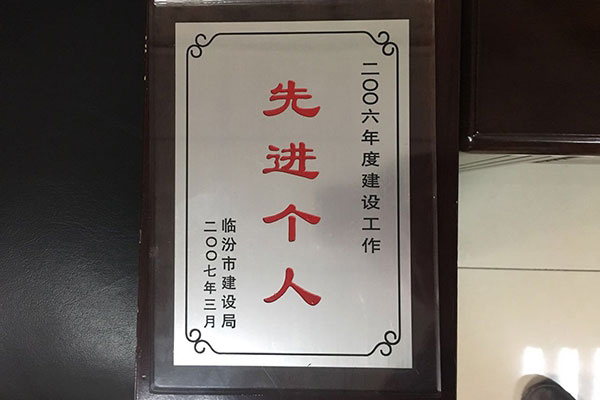 二〇〇六年度建设工作
先进个人
临汾市建设局
二〇〇七年三月